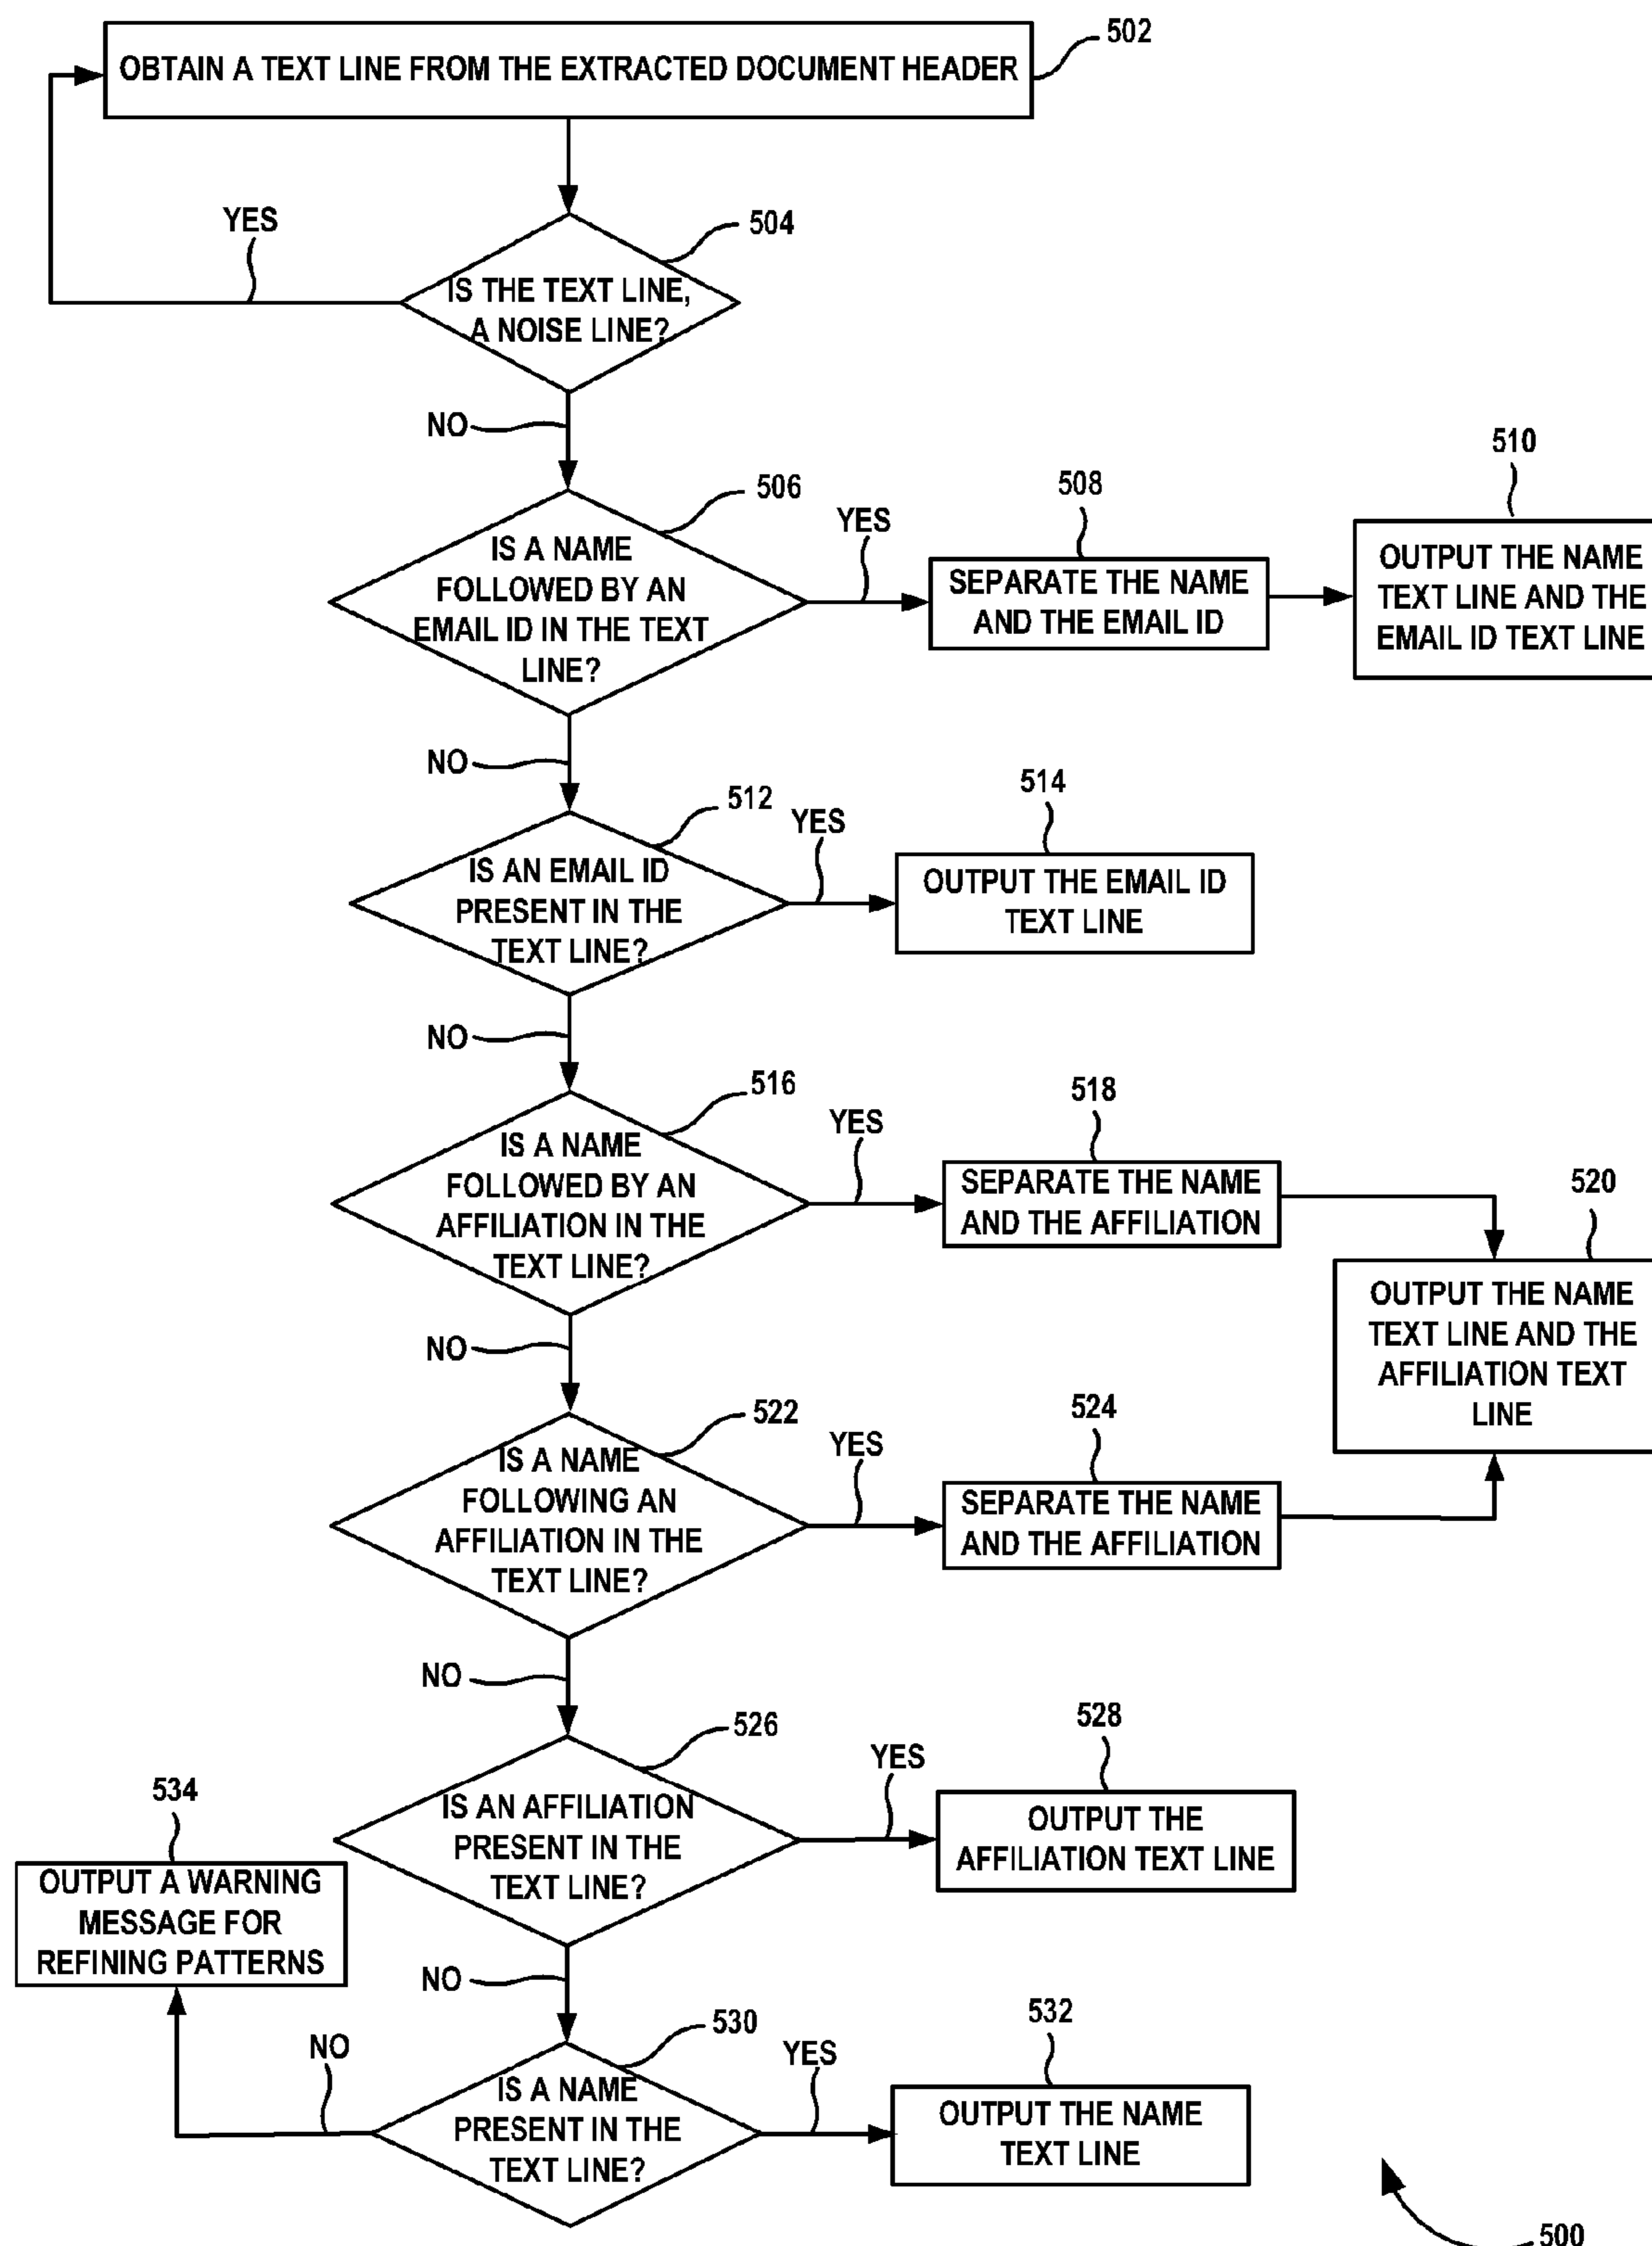 502
OBTAIN A TEXT LINE FROM THE EXTRACTED DOCUMENT HEADER
YES
504
IS THE TEXT LINE,
A NOISE LINE?
NO
506
IS A NAME
FOLLOWED BY AN
EMAIL ID IN THE TEXT
LINE?
YES
508
SEPARATE THE NAME
AND THE EMAIL ID
510
OUTPUT THE NAME
TEXT LINE AND THE
EMAIL ID TEXT LINE
NO
512
IS AN EMAIL ID
PRESENT IN THE
TEXT LINE?
YES
514
OUTPUT THE EMAIL ID
TEXT LINE
NO
516
IS A NAME
FOLLOWED BY AN
AFFILIATION IN THE
TEXT LINE?
YES
518
SEPARATE THE NAME
AND THE AFFILIATION
520
OUTPUT THE NAME
TEXT LINE AND THE
AFFILIATION TEXT
LINE
NO
522
IS A NAME
FOLLOWING AN
AFFILIATION IN THE
TEXT LINE?
YES
524
SEPARATE THE NAME
AND THE AFFILIATION
NO
526
IS AN AFFILIATION
PRESENT IN THE
TEXT LINE?
YES
528
OUTPUT THE
AFFILIATION TEXT LINE
534
OUTPUT A WARNING
MESSAGE FOR
REFINING PATTERNS
NO
NO
530
IS A NAME
PRESENT IN THE
TEXT LINE?
YES
532
OUTPUT THE NAME
TEXT LINE
500